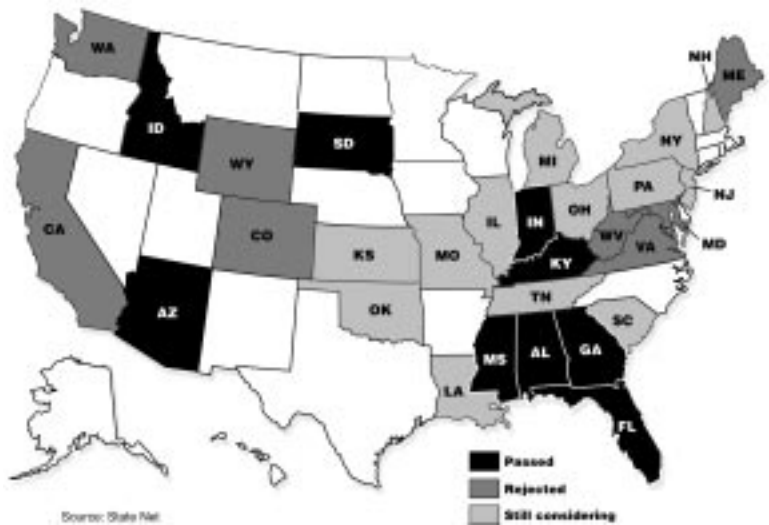 WA
NH
ME
ID
SD
NY
MI
WY
PA
NJ
IL
IN
OH
CA
CO
WV
VA
MD
KS
MO
KY
AZ
OK
TN
SC
MS
AL
GA
LA
FL
Passed
Rejected
Still considering
Source: State Net